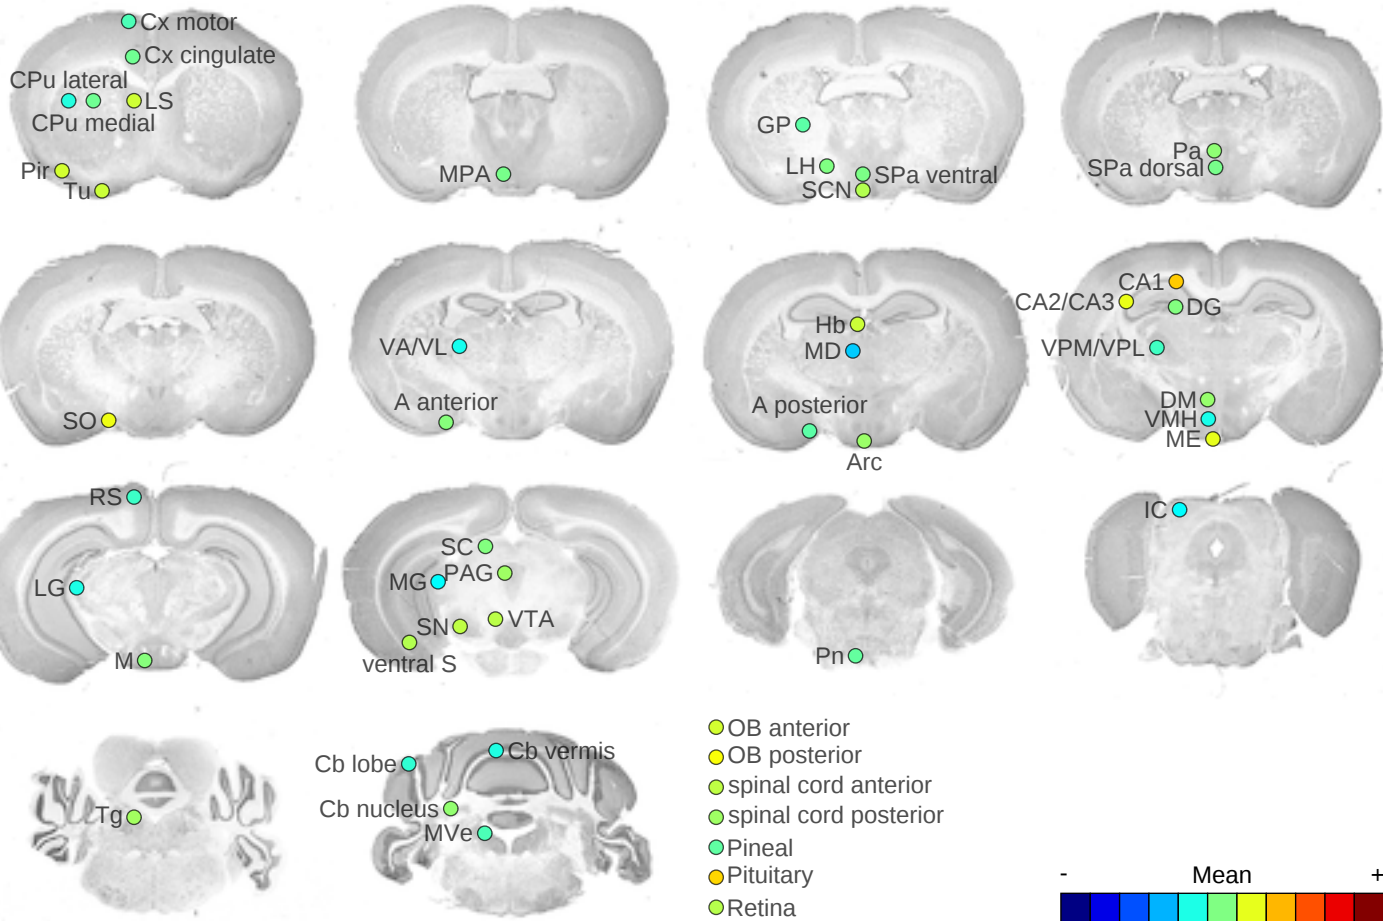 Cx motor
Cx cingulate
CPu lateral
LS
CPu medial
Pir
Tu
MPA
GP
LH
SPa ventral
SCN
Pa
SPa dorsal
SO
VA/VL
A anterior
Hb
MD
A posterior
Arc
CA1
CA2/CA3
DG
VPM/VPL
DM
VMH
ME
RS
LG
M
SC
MG
PAG
SN
VTA
ventral S
Pn
IC
Tg
Cb lobe
Cb vermis
Cb nucleus
MVe
OB anterior
OB posterior
spinal cord anterior
spinal cord posterior
Pineal
Pituitary
Retina
- Mean +